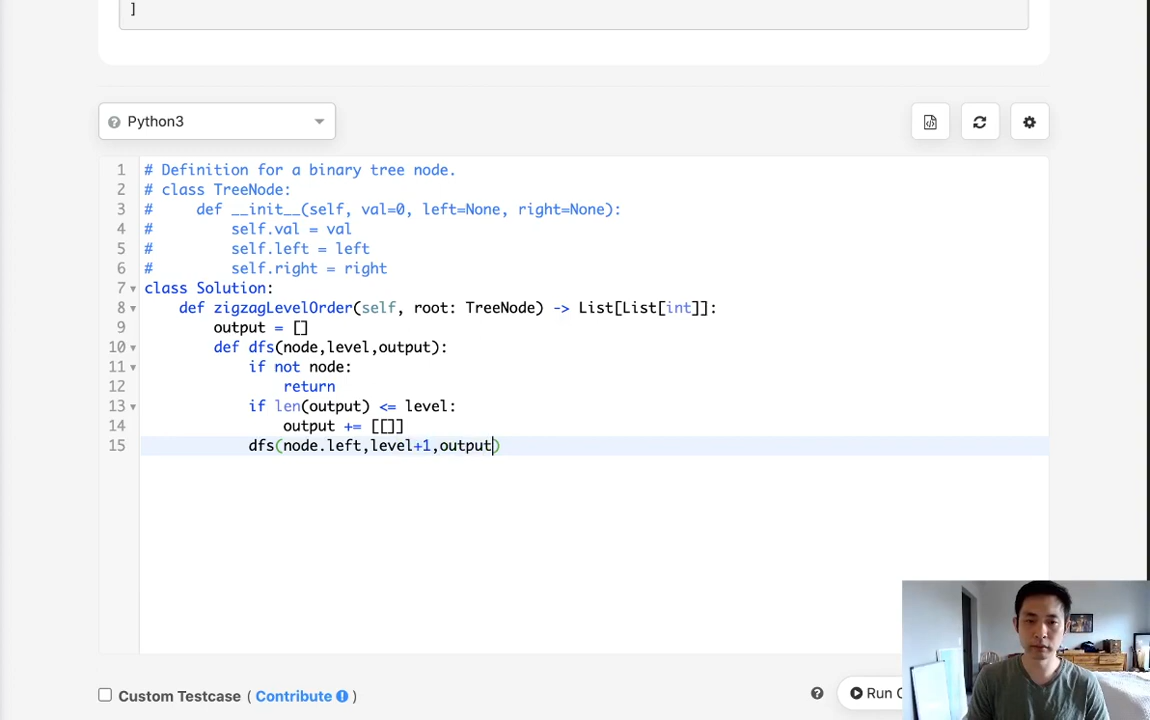 ]
Python3
1 # Definition for a binary tree node.
2 # class TreeNode:
3 #     def __init__(self, val=0, left=None, right=None):
4 #         self.val = val
5 #         self.left = left
6 #         self.right = right
7 class Solution:
8     def zigzagLevelOrder(self, root: TreeNode) -> List[List[int]]:
9         output = []
10         def dfs(node,level,output):
11             if not node:
12                 return
13             if len(output) <= level:
14                 output += [[]]
15             dfs(node.left,level+1,output)
Custom Testcase ( Contribute )
Run